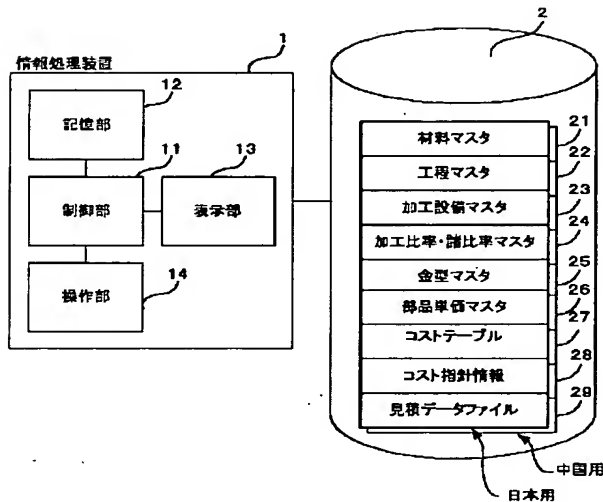 情報処理装置
1
12
記憶部
11
制御部
13
表示部
操作部
14
2
材料マスタ
21
工程マスタ
22
加工設備マスタ
23
加工比率・諸比率マスタ
24
金型マスタ
25
部品単価マスタ
26
コストテーブル
27
コスト指針情報
28
見積データファイル
29
中国用
日本用